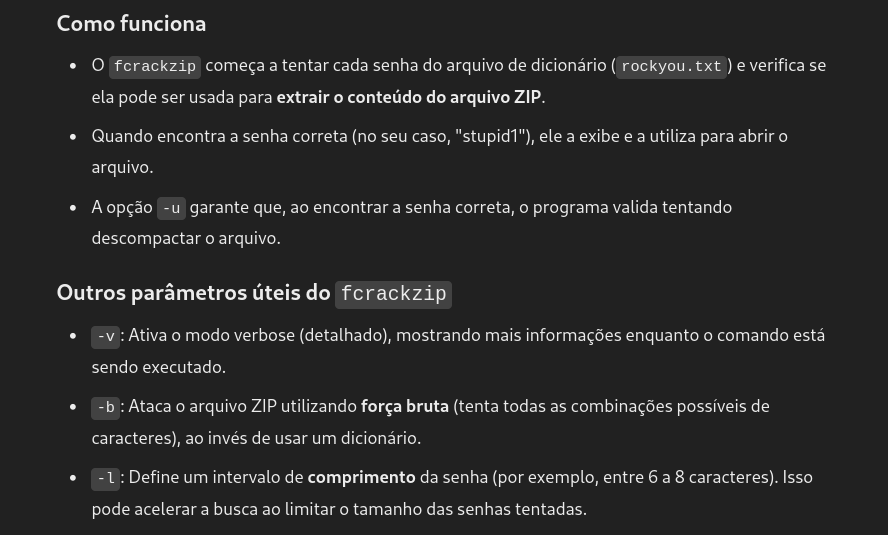 Como funciona
• O fcrackzip começa a tentar cada senha do arquivo de dicionário (rockyou.txt) e verifica se
ela pode ser usada para extrair o conteúdo do arquivo ZIP.
• Quando encontra a senha correta (no seu caso, "stupid1"), ele a exibe e a utiliza para abrir o
arquivo.
• A opção -u garante que, ao encontrar a senha correta, o programa valida tentando
descompactar o arquivo.
Outros parâmetros úteis do fcrackzip
• -v: Ativa o modo verbose (detalhado), mostrando mais informações enquanto o comando está
sendo executado.
• -b: Ataca o arquivo ZIP utilizando força bruta (tenta todas as combinações possíveis de
caracteres), ao invés de usar um dicionário.
• -l: Define um intervalo de comprimento da senha (por exemplo, entre 6 a 8 caracteres). Isso
pode acelerar a busca ao limitar o tamanho das senhas tentadas.